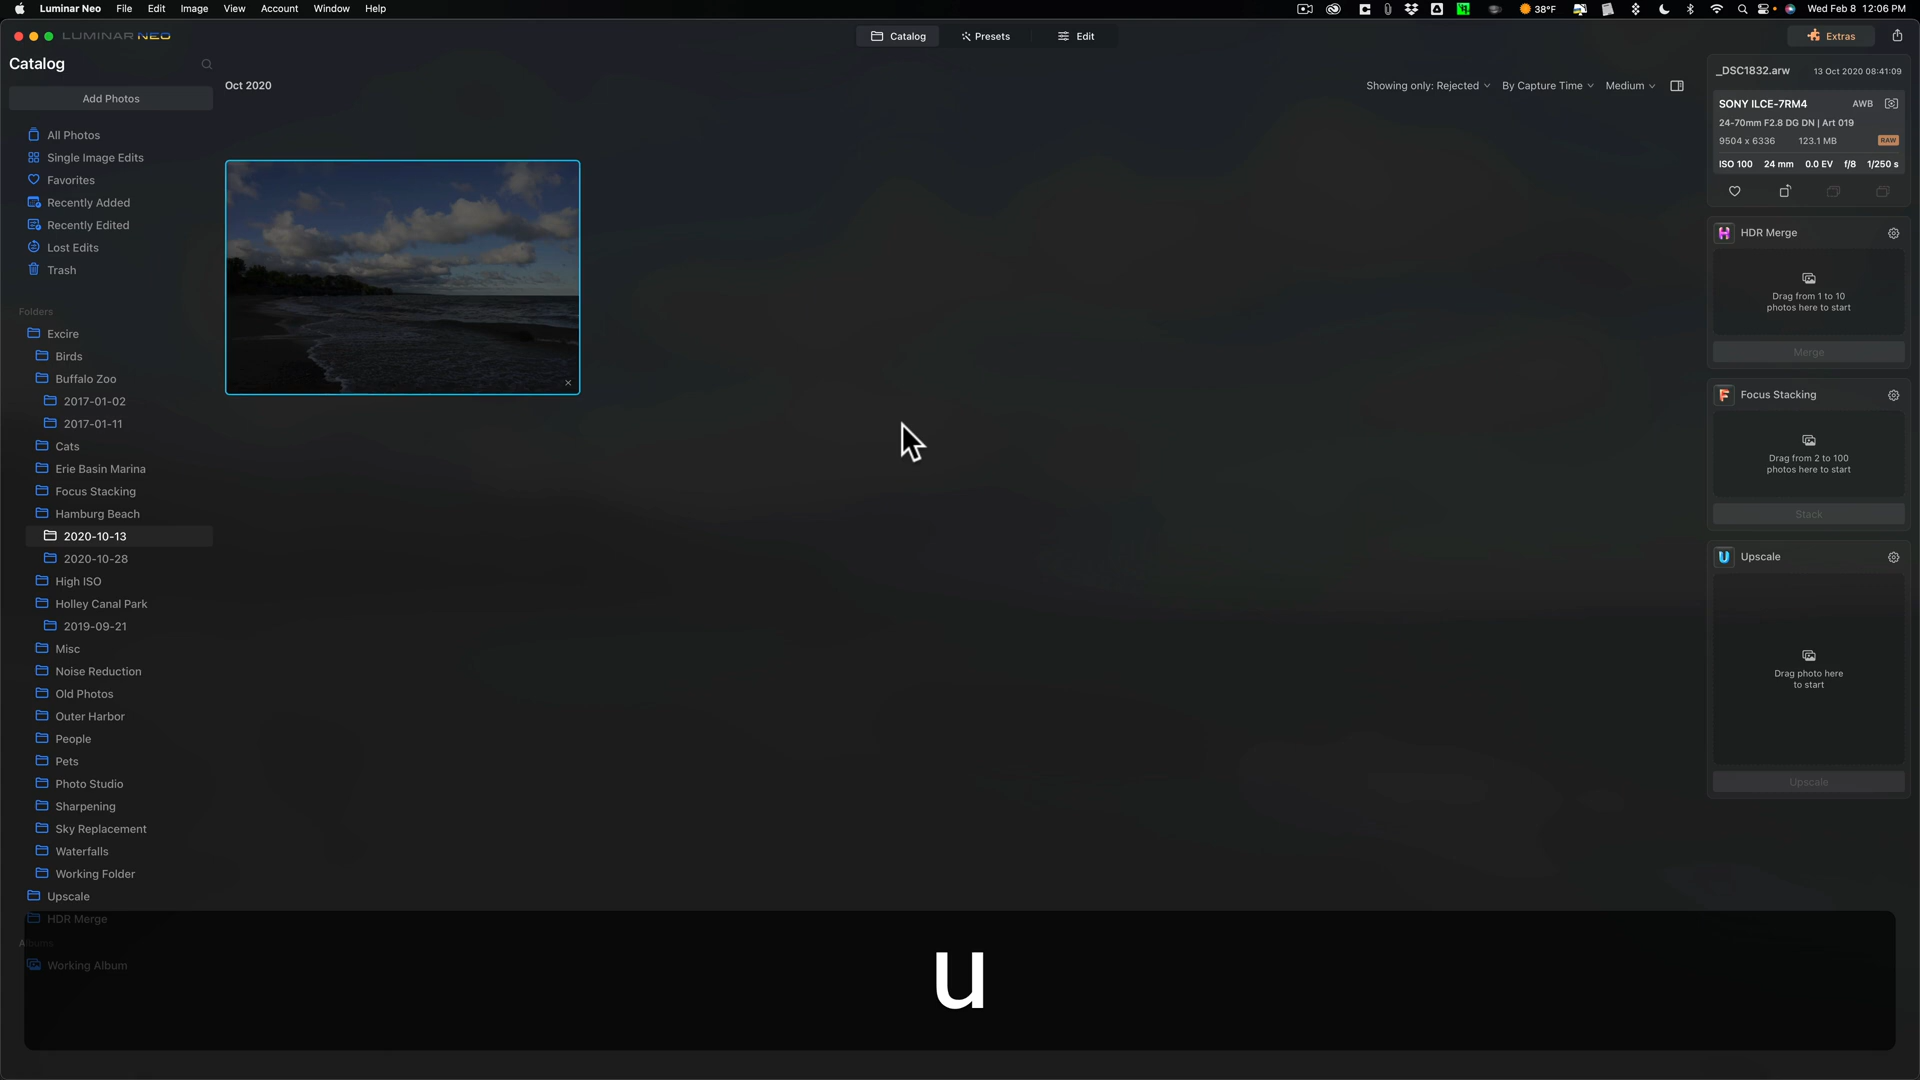 Luminar Neo File Edit Image View Account Window Help
38°F Wed Feb 8 12:06 PM
LUMINAR NEO
Catalog Presets Edit
Extras
Catalog
Add Photos
All Photos
Single Image Edits
Favorites
Recently Added
Recently Edited
Lost Edits
Trash
Folders
Excire
Birds
Buffalo Zoo
2017-01-02
2017-01-11
Cats
Erie Basin Marina
Focus Stacking
Hamburg Beach
2020-10-13
2020-10-28
High ISO
Holley Canal Park
2019-09-21
Misc
Noise Reduction
Old Photos
Outer Harbor
People
Pets
Photo Studio
Sharpening
Sky Replacement
Waterfalls
Working Folder
Upscale
HDR Merge
Albums
Working Album
Oct 2020
Showing only: Rejected By Capture Time Medium
_DSC1832.arw 13 Oct 2020 08:41:09
SONY ILCE-7RM4 AWB
24-70mm F2.8 DG DN | Art 019
9504 x 6336 123.1 MB RAW
ISO 100 24 mm 0.0 EV f/8 1/250 s
HDR Merge
Drag from 1 to 10
photos here to start
Merge
Focus Stacking
Drag from 2 to 100
photos here to start
Stack
Upscale
Drag photo here
to start
Upscale
u